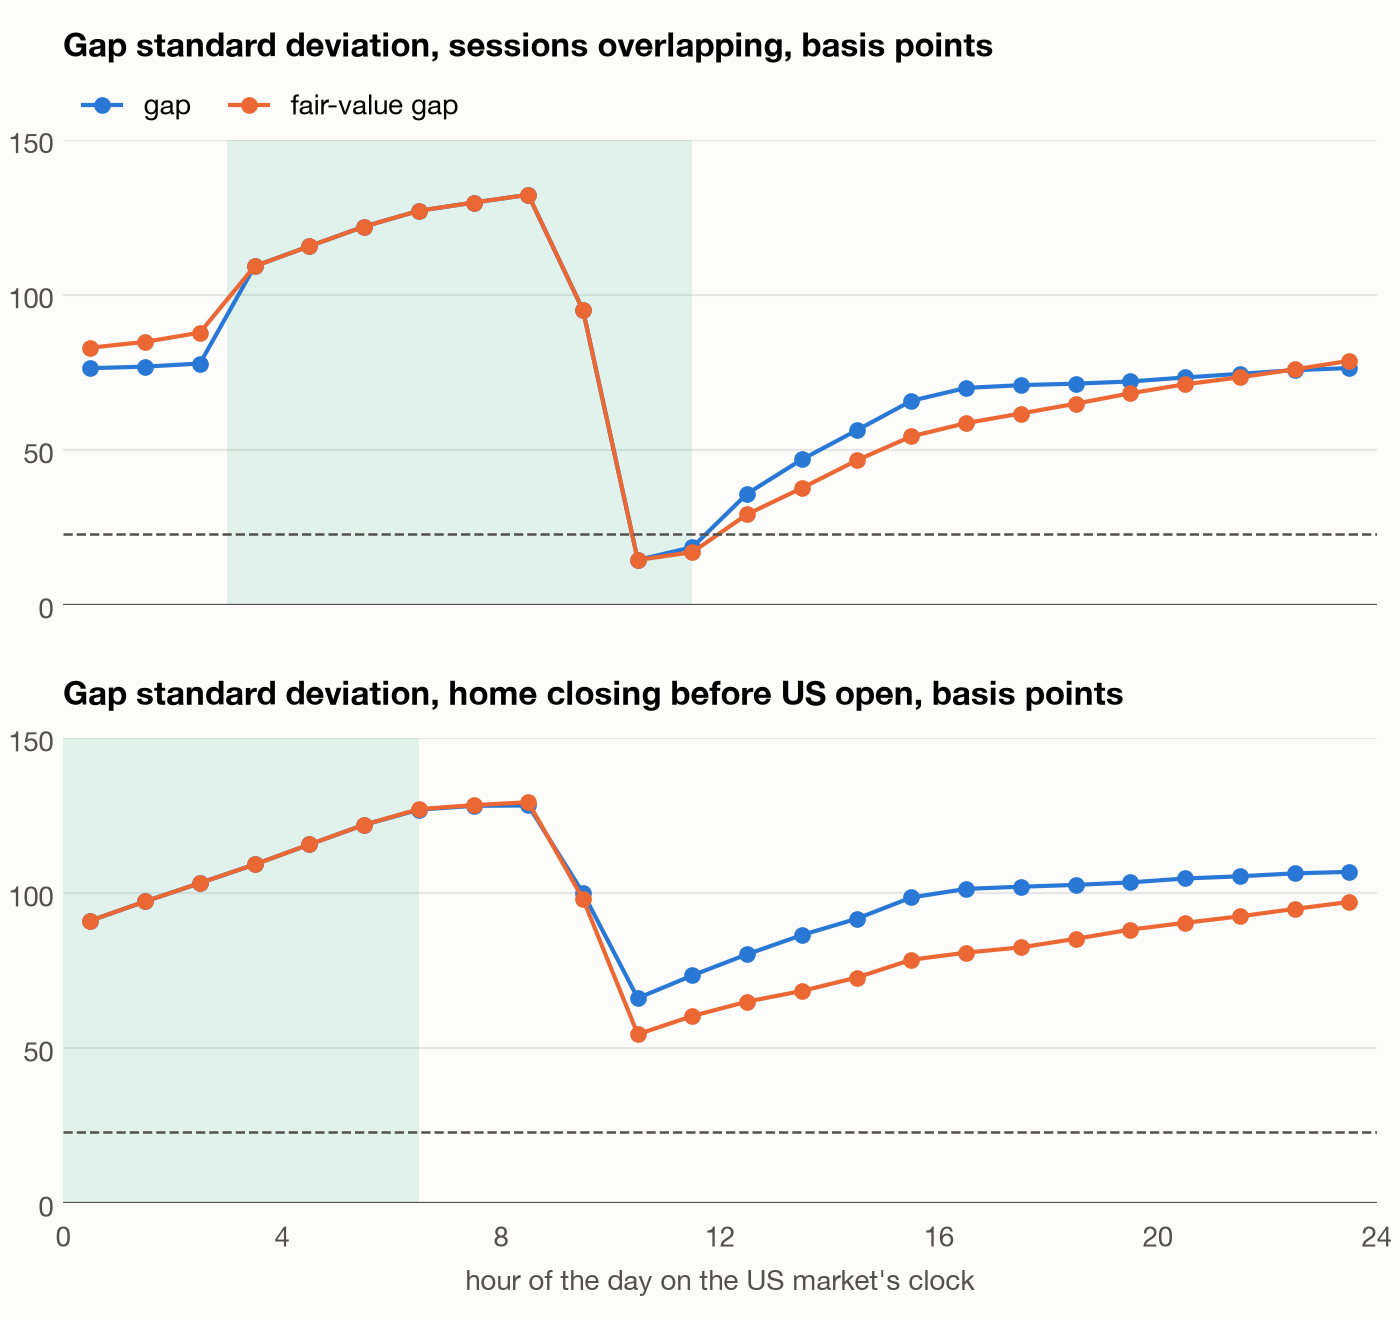 Gap standard deviation, sessions overlapping, basis points
gap
fair-value gap
150
100
50
0
Gap standard deviation, home closing before US open, basis points
150
100
50
0
0 4 8 12 16 20 24
hour of the day on the US market's clock